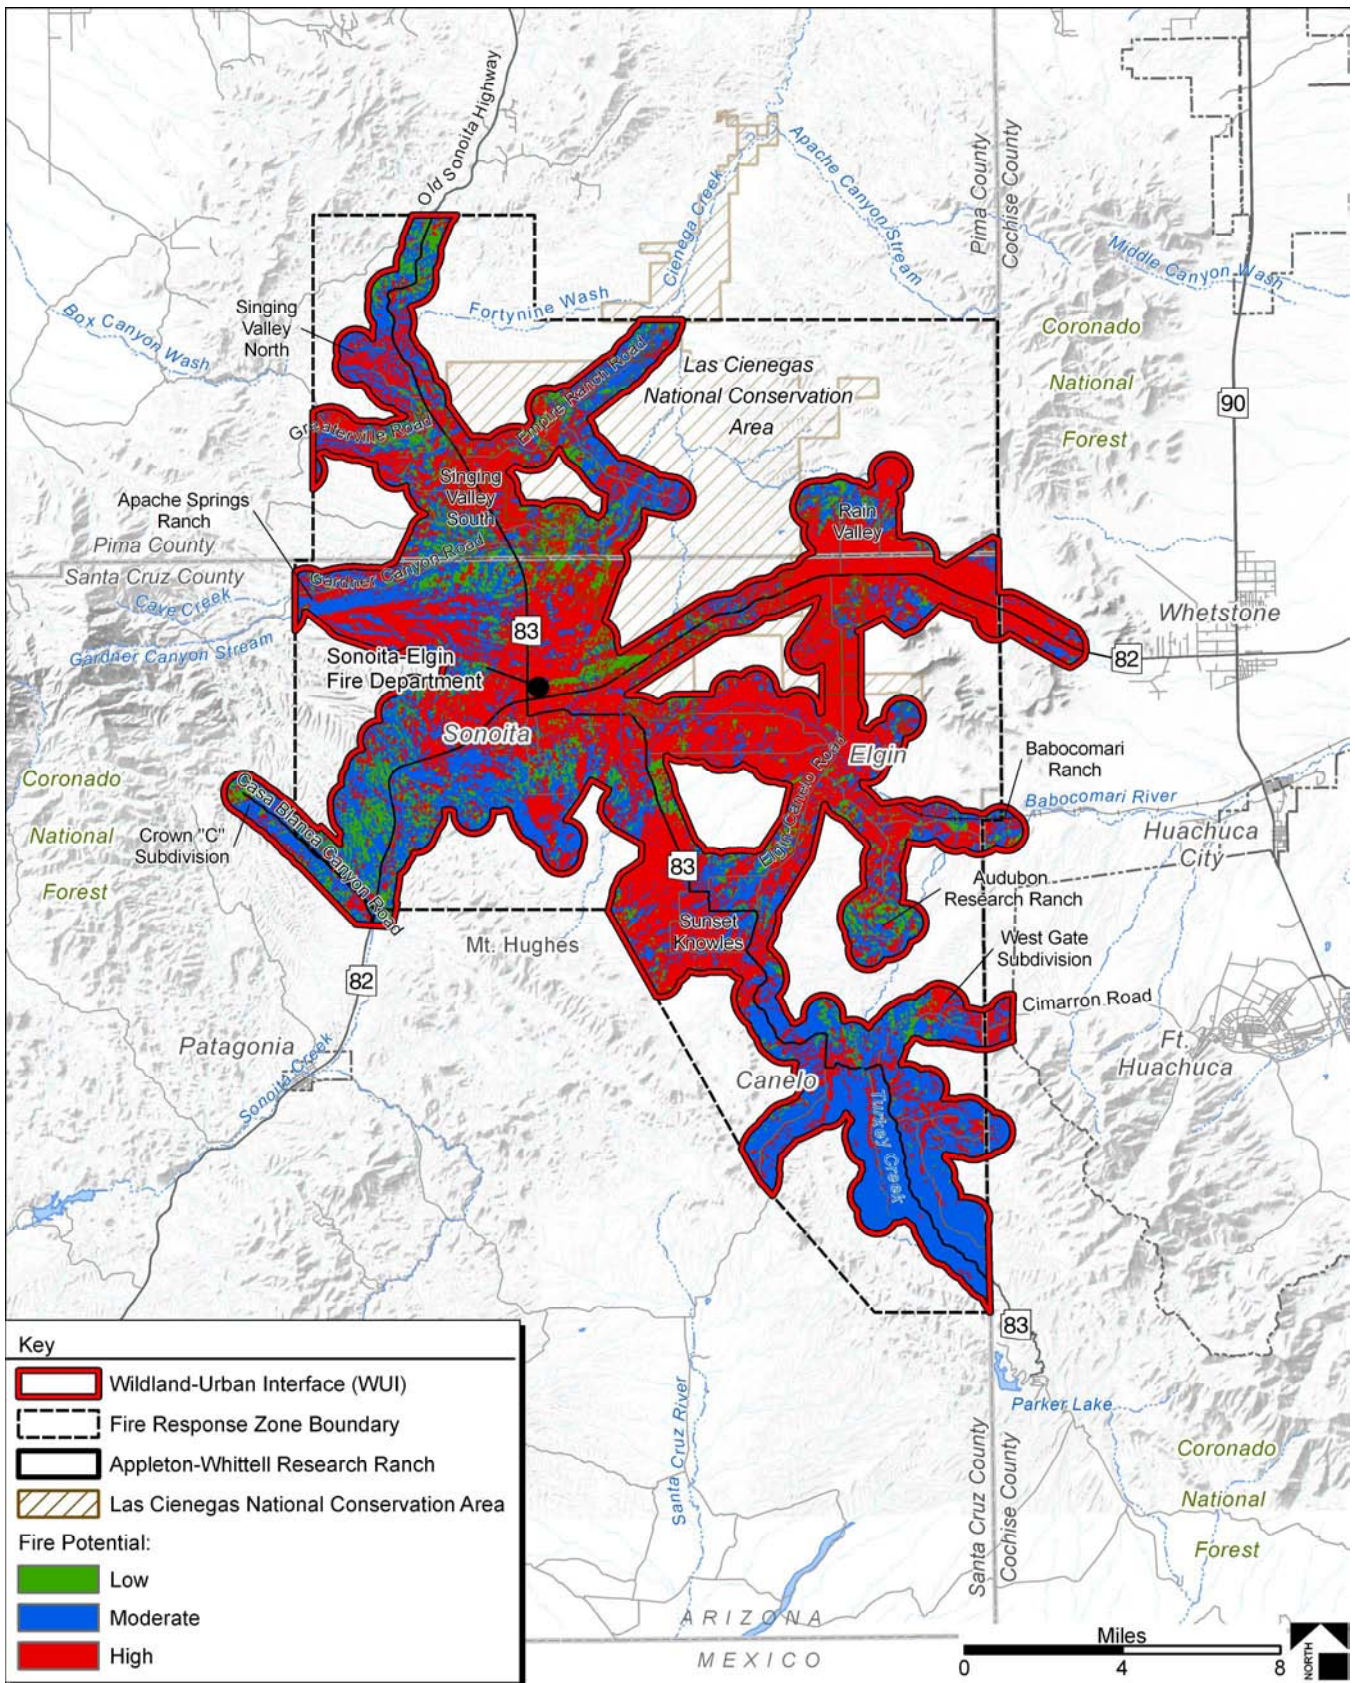 Old Sonoita Highway
Cienega Creek
Apache Canyon Stream
Pima County
Cochise County
Middle Canyon Wash
Fortynine Wash
Box Canyon Wash
Singing
Valley
North
Coronado
National
Forest
90
Las Cienegas
National Conservation
Area
Empire Ranch Road
Greaterville Road
Singing
Valley
South
Rain
Valley
Apache Springs
Ranch
Pima County
Santa Cruz County
Gardner Canyon Road
Cave Creek
Gardner Canyon Stream
Whetstone
83
82
Sonoita-Elgin
Fire Department
Sonoita
Elgin
Elgin-Canelo Road
Babocomari
Ranch
Babocomari River
Coronado
National
Forest
Casa Blanca Canyon Road
Crown "C"
Subdivision
Huachuca
City
83
Audubon
Research Ranch
Sunset
Knowles
Mt. Hughes
West Gate
Subdivision
82
Cimarron Road
Patagonia
Sonoita Creek
Ft.
Huachuca
Canelo
Turkey Creek
83
Parker Lake
Santa Cruz River
Santa Cruz County
Cochise County
Coronado
National
Forest
ARIZONA
MEXICO
Key
Wildland-Urban Interface (WUI)
Fire Response Zone Boundary
Appleton-Whittell Research Ranch
Las Cienegas National Conservation Area
Fire Potential:
Low
Moderate
High
Miles
0 4 8
NORTH